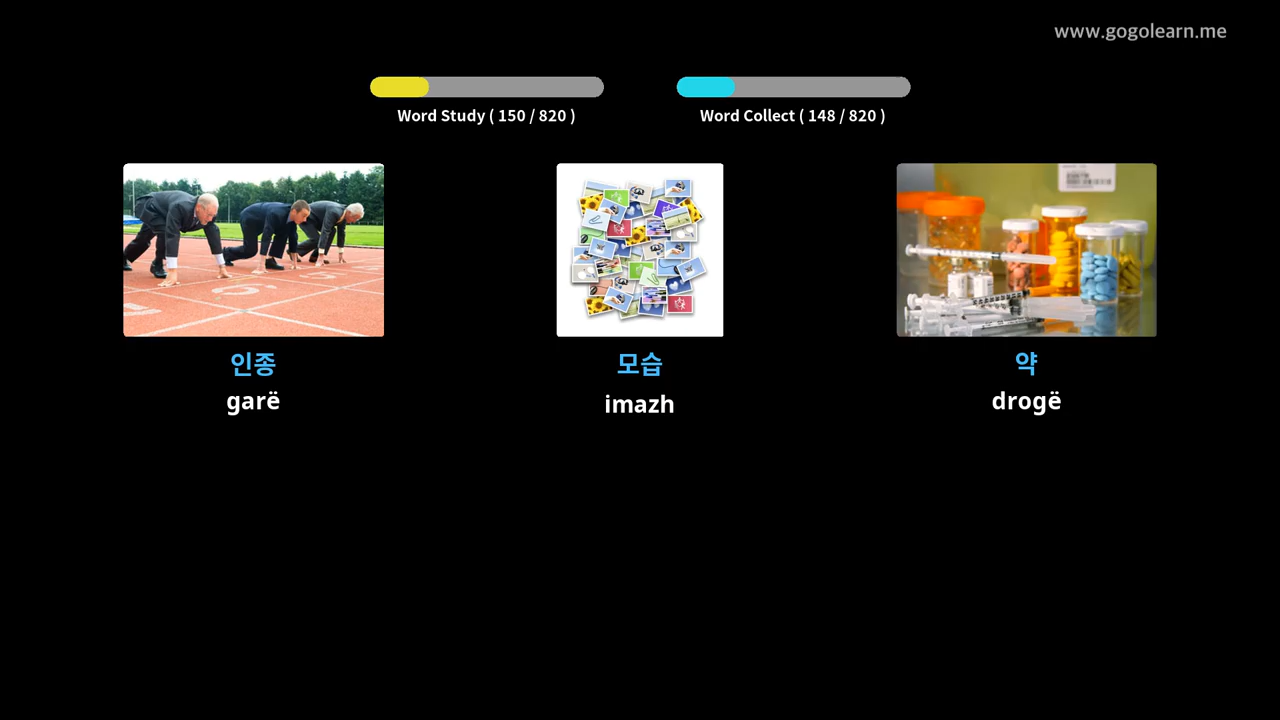 www.gogolearn.me
Word Study ( 150 / 820 )
Word Collect ( 148 / 820 )
인종
모습
약
garë
imazh
drogë